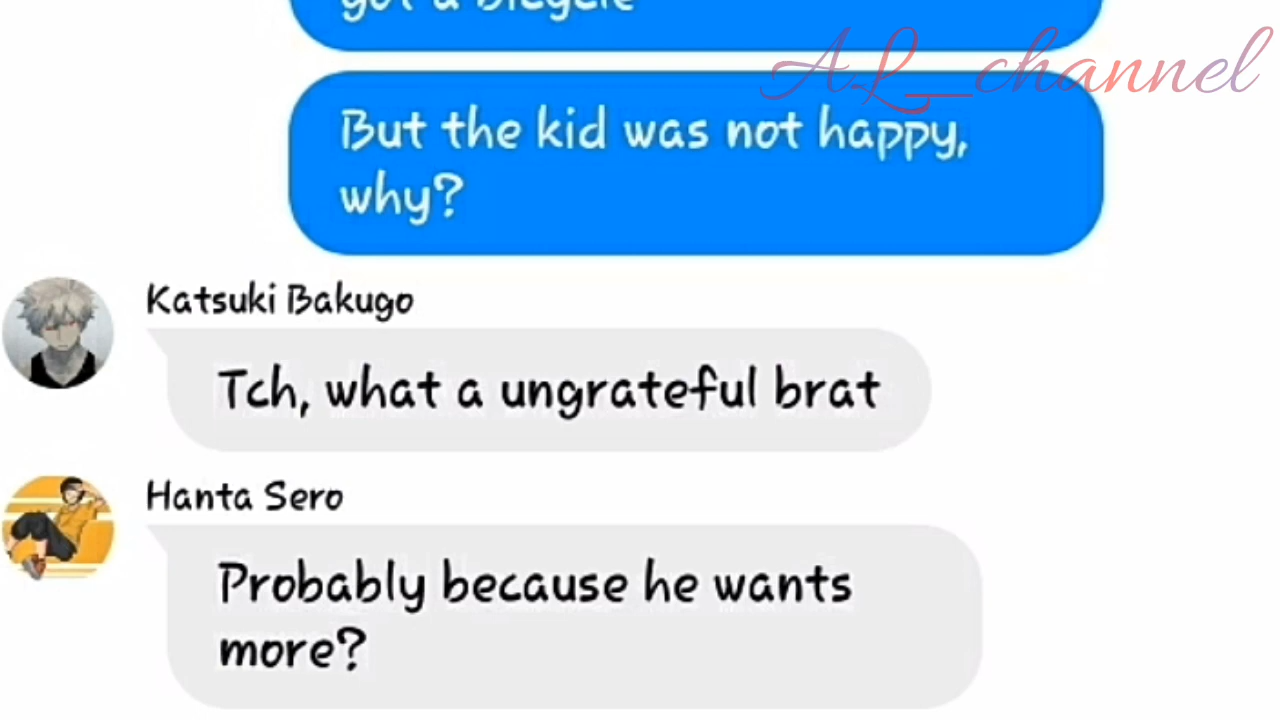 got a bicycle
AL_channel
But the kid was not happy,
why?
Katsuki Bakugo
Tch, what a ungrateful brat
Hanta Sero
Probably because he wants
more?